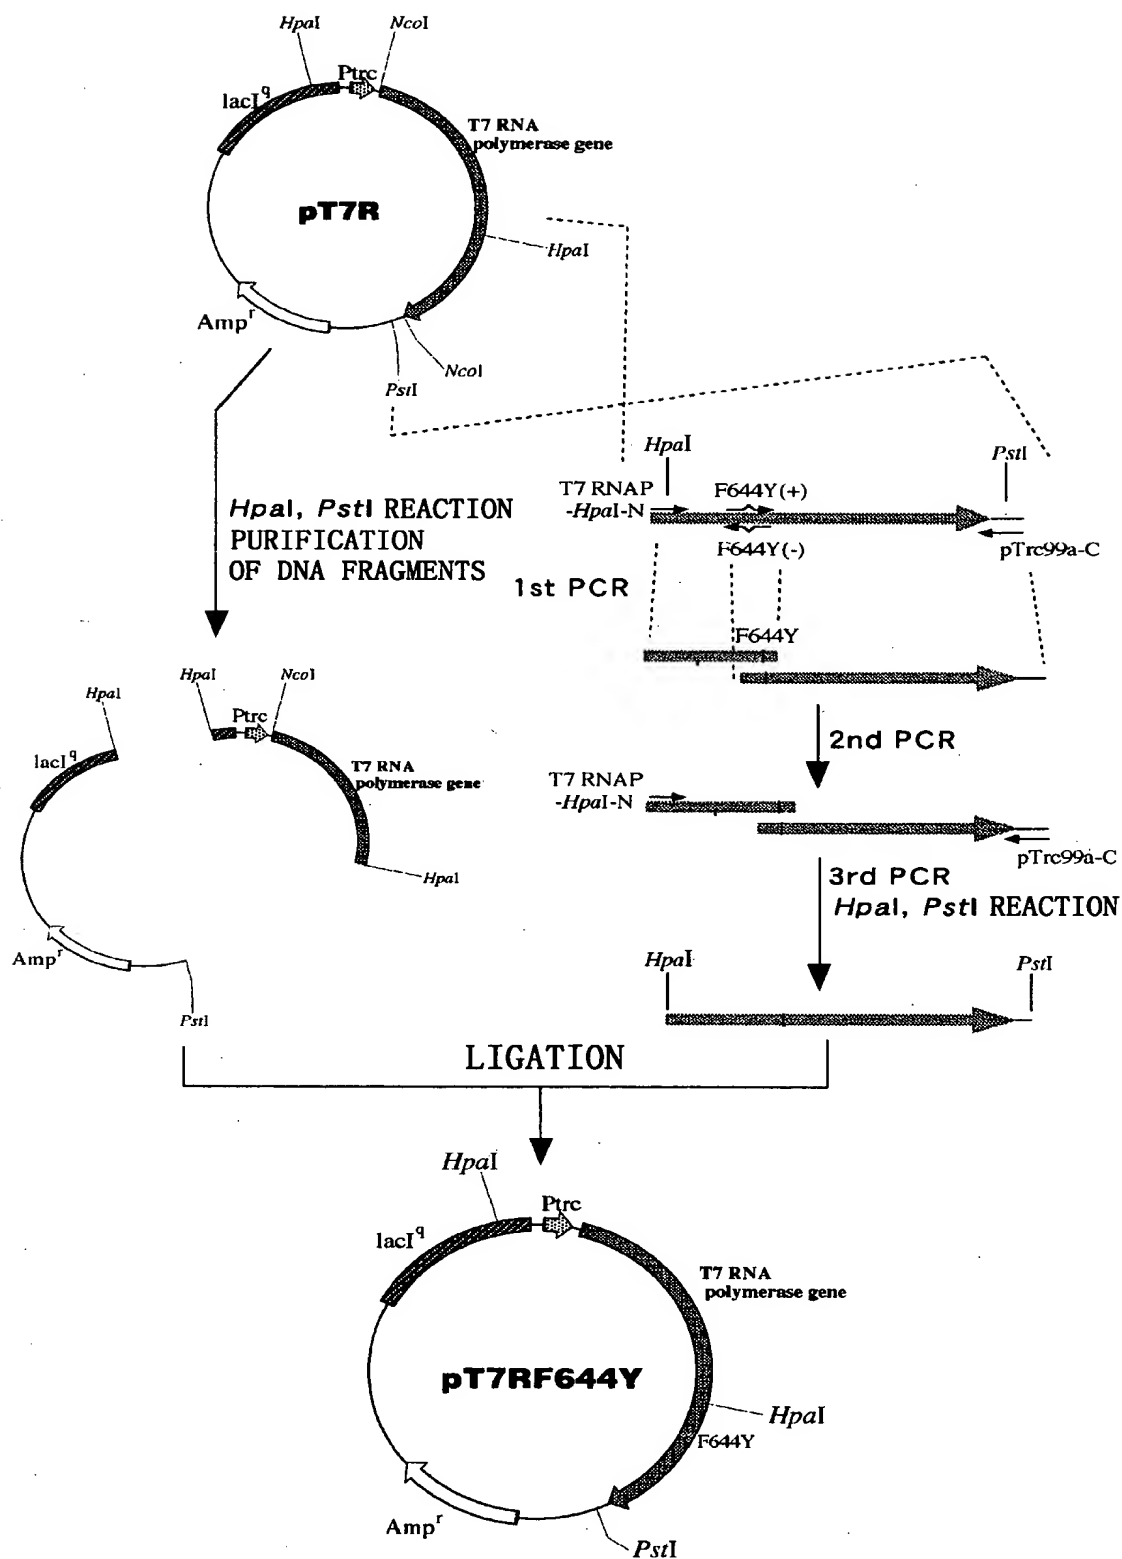 HpaI
NcoI
Ptrc
lacIq
T7 RNA
polymerase gene
pT7R
HpaI
Ampr
NcoI
PstI
HpaI
PstI
T7 RNAP
-HpaI-N
F644Y(+)
F644Y(-)
pTrc99a-C
HpaI, PstI REACTION
PURIFICATION
OF DNA FRAGMENTS
1st PCR
F644Y
HpaI
HpaI
NcoI
Ptrc
lacIq
T7 RNA
polymerase gene
HpaI
Ampr
PstI
2nd PCR
T7 RNAP
-HpaI-N
pTrc99a-C
3rd PCR
HpaI, PstI REACTION
HpaI
PstI
LIGATION
HpaI
Ptrc
lacIq
T7 RNA
polymerase gene
pT7RF644Y
HpaI
F644Y
Ampr
PstI